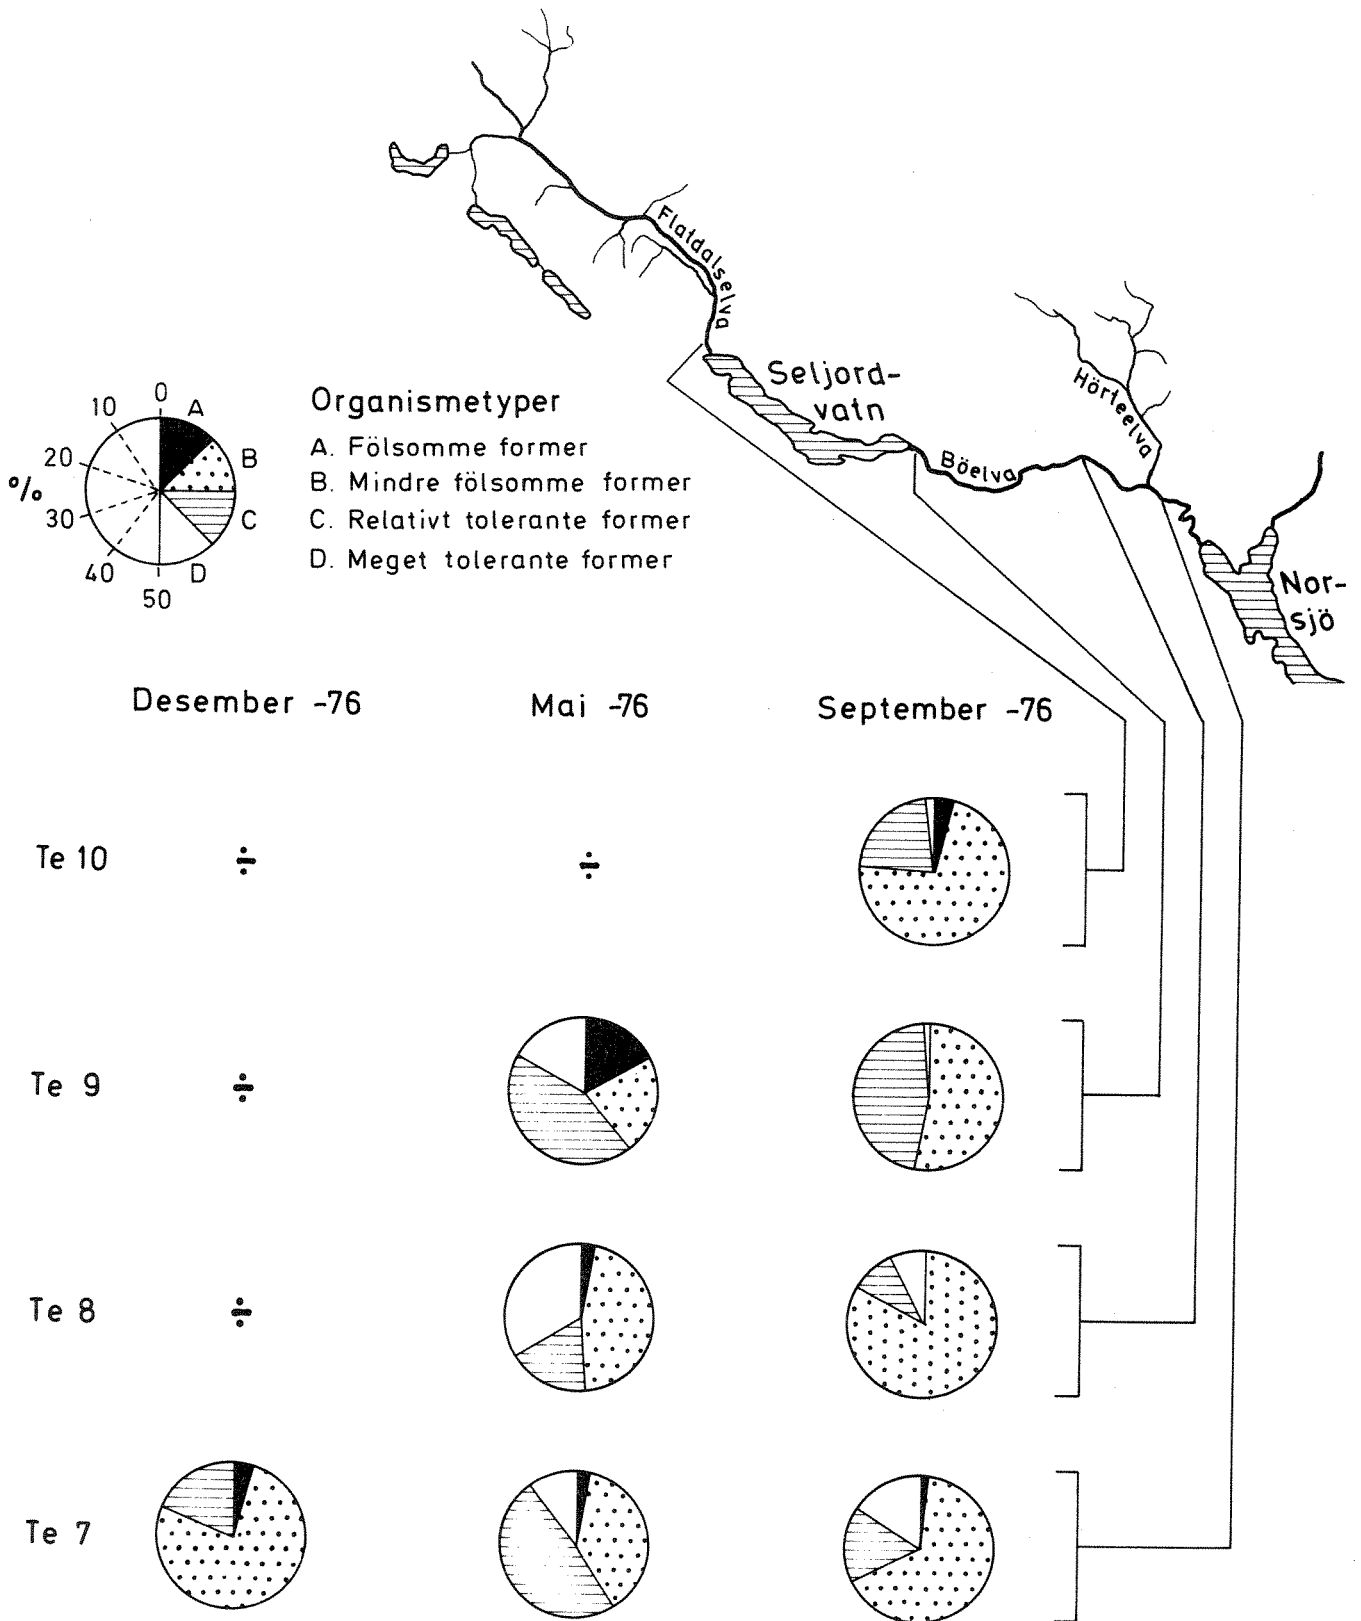 Flatdalselva
Seljord-
vatn
Hörteelva
Böelva
Nor-
sjö
0
10
A
20
B
%
30
C
40
D
50
Organismetyper
A. Fölsomme former
B. Mindre fölsomme former
C. Relativt tolerante former
D. Meget tolerante former
Desember -76
Mai -76
September -76
Te 10
÷
÷
Te 9
÷
Te 8
÷
Te 7